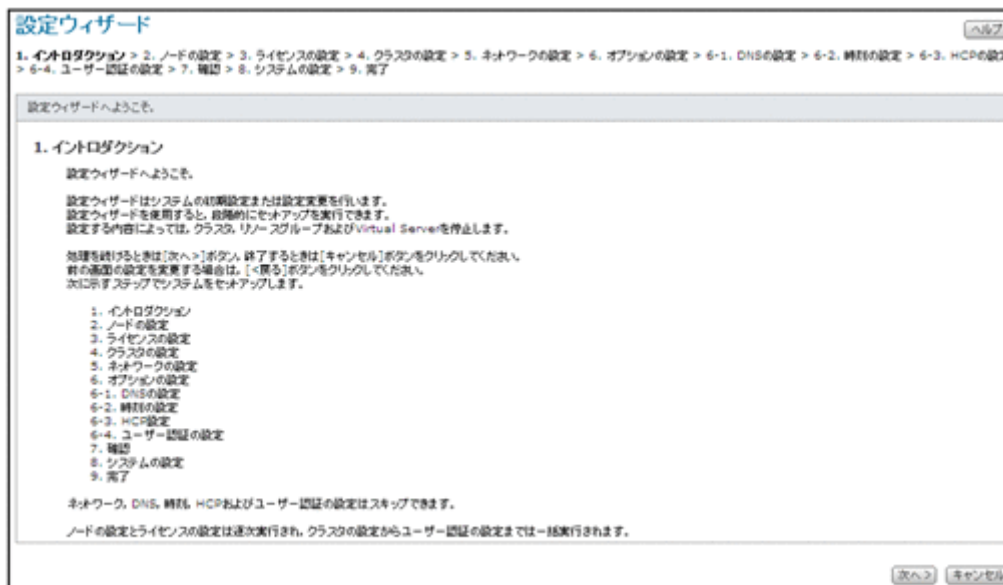 設定ウィザード
ヘルプ
1. イントロダクション > 2. ノードの設定 > 3. ライセンスの設定 > 4. クラスタの設定 > 5. ネットワークの設定 > 6. オプションの設定 > 6-1. DNSの設定 > 6-2. 時刻の設定 > 6-3. HCPの設定
> 6-4. ユーザー認証の設定 > 7. 確認 > 8. システムの設定 > 9. 完了
設定ウィザードへようこそ。
1. イントロダクション
設定ウィザードへようこそ。
設定ウィザードはシステムの初期設定または設定変更を行います。
設定ウィザードを使用すると、段階的にセットアップを実行できます。
設定する内容によっては、クラスタ、リソースグループおよびVirtual Serverを停止します。
処理を続けるときは[次へ>]ボタン、終了するときは[キャンセル]ボタンをクリックしてください。
前の画面の設定を変更する場合は、[<戻る]ボタンをクリックしてください。
次に示すステップでシステムをセットアップします。
1. イントロダクション
2. ノードの設定
3. ライセンスの設定
4. クラスタの設定
5. ネットワークの設定
6. オプションの設定
6-1. DNSの設定
6-2. 時刻の設定
6-3. HCP設定
6-4. ユーザー認証の設定
7. 確認
8. システムの設定
9. 完了
ネットワーク、DNS、時刻、HCPおよびユーザー認証の設定はスキップできます。
ノードの設定とライセンスの設定は逐次実行され、クラスタの設定からユーザー認証の設定までは一括実行されます。
次へ> キャンセル